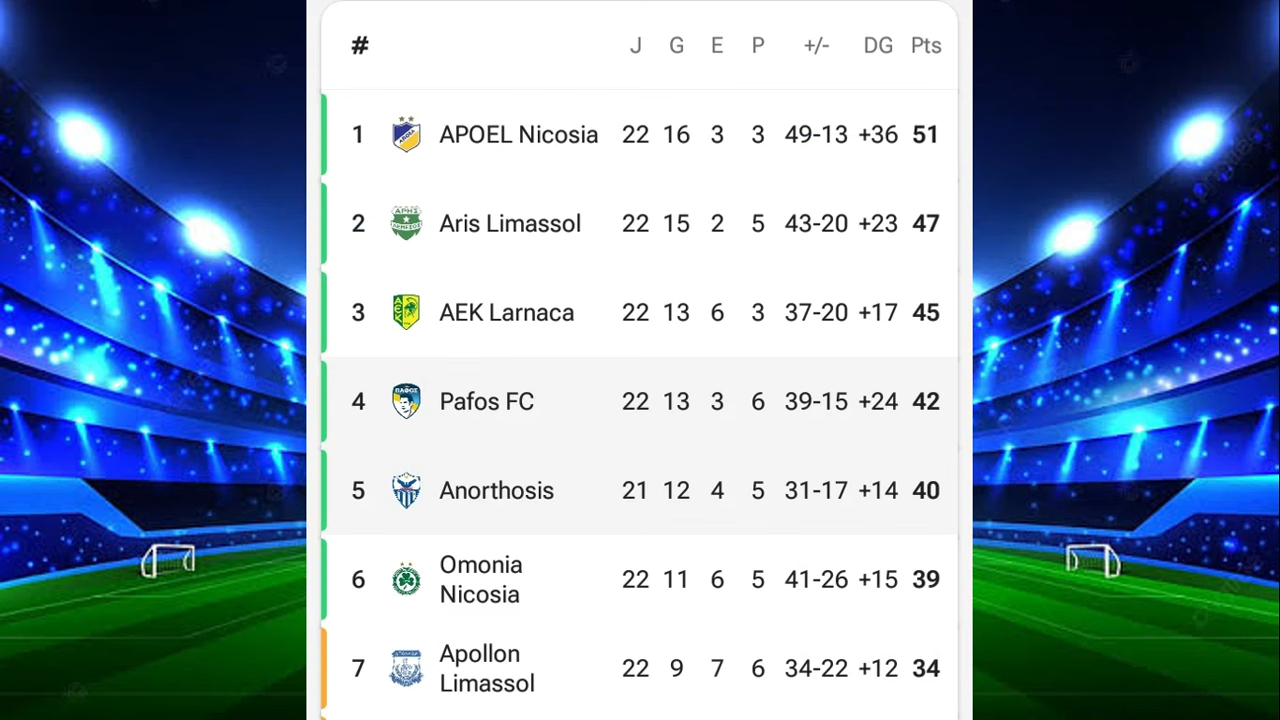 # J G E P +/- DG Pts
1 APOEL Nicosia 22 16 3 3 49-13 +36 51
2 Aris Limassol 22 15 2 5 43-20 +23 47
3 AEK Larnaca 22 13 6 3 37-20 +17 45
4 Pafos FC 22 13 3 6 39-15 +24 42
5 Anorthosis 21 12 4 5 31-17 +14 40
6 Omonia Nicosia 22 11 6 5 41-26 +15 39
7 Apollon Limassol 22 9 7 6 34-22 +12 34